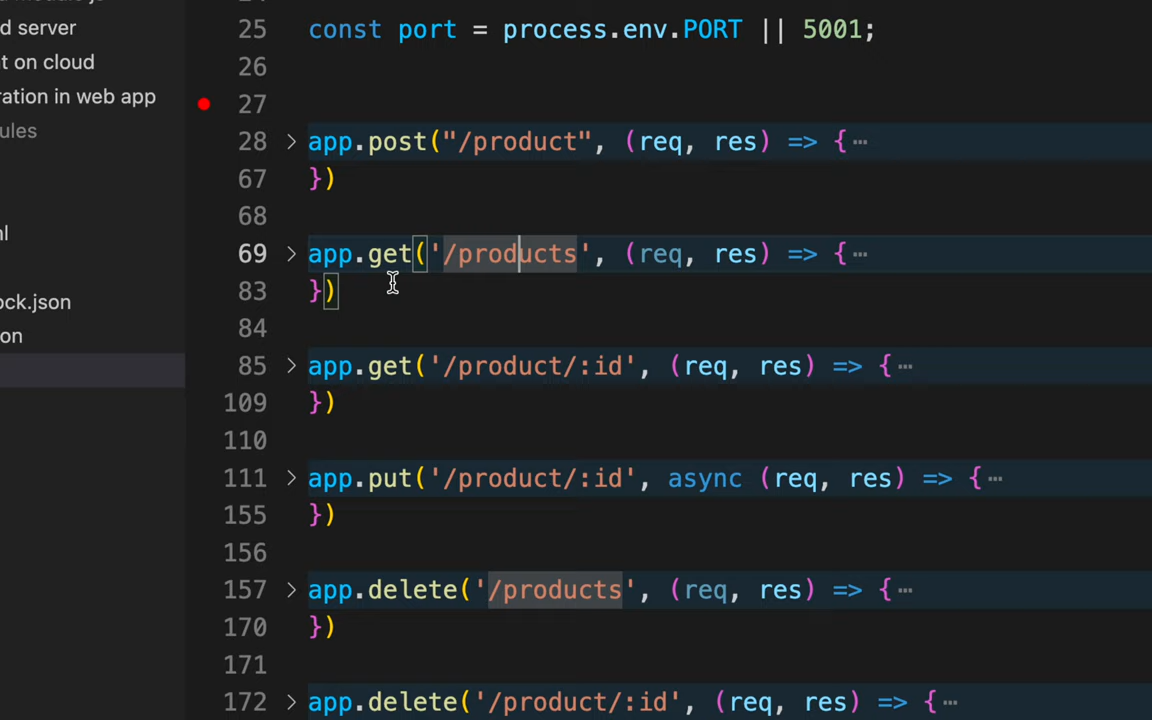 d server
t on cloud
ration in web app
ules
ml
ock.json
on
25 const port = process.env.PORT || 5001;
26
27
28 > app.post("/product", (req, res) => {⋯
67 })
68
69 > app.get('/products', (req, res) => {⋯
83 })
84
85 > app.get('/product/:id', (req, res) => {⋯
109 })
110
111 > app.put('/product/:id', async (req, res) => {⋯
155 })
156
157 > app.delete('/products', (req, res) => {⋯
170 })
171
172 > app.delete('/product/:id', (req, res) => {⋯